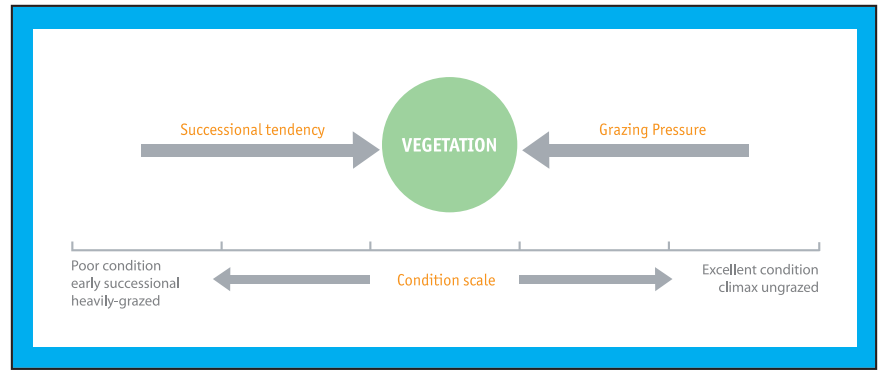 Successional tendency
VEGETATION
Grazing Pressure
Poor condition
early successional
heavily-grazed
Condition scale
Excellent condition
climax ungrazed